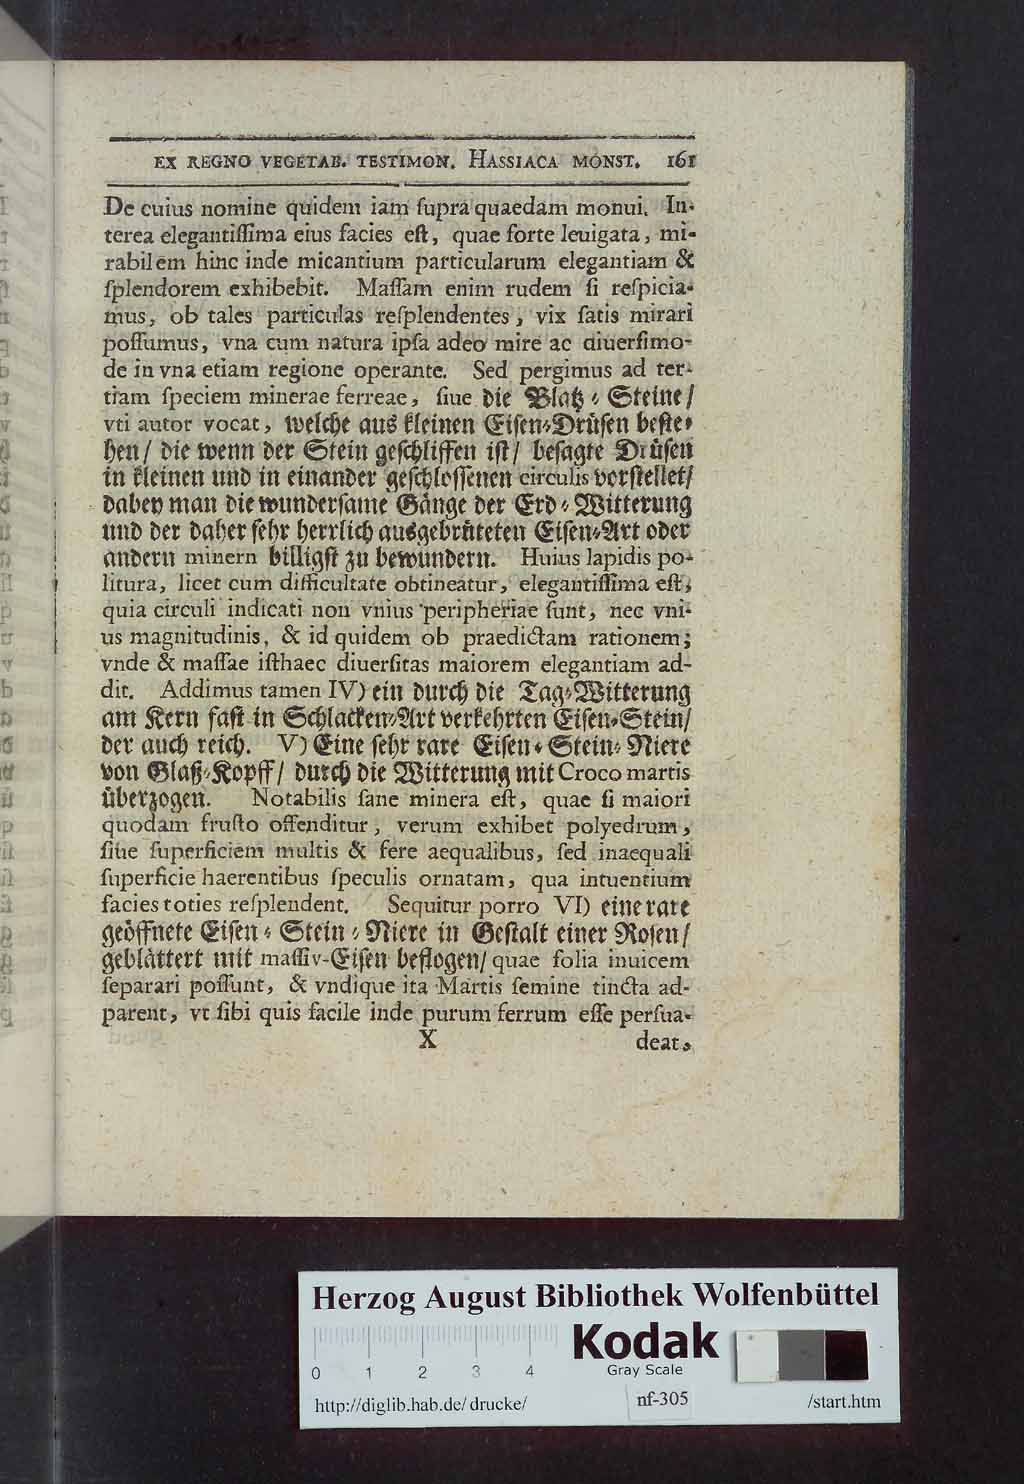 EX REGNO VEGETAB. TESTIMON. HASSIACA MONST. 161
De cuius nomine quidem iam ſupra quaedam monui. In-
terea elegantiſſima eius facies eſt, quae forte leuigata, mi-
rabilem hinc inde micantium particularum elegantiam &
ſplendorem exhibebit. Maſſam enim rudem ſi reſpicia-
mus, ob tales particulas reſplendentes, vix ſatis mirari
poſſumus, vna cum natura ipſa adeo mire ac diuerſimo-
de in vna etiam regione operante. Sed pergimus ad ter-
tiam ſpeciem minerae ferreae, ſiue die Blatz-Steine/
vti autor vocat, welche aus kleinen Eiſen-Drüſen beſte-
hen/ die wenn der Stein geſchliffen iſt/ beſagte Drüſen
in kleinen und in einander geſchloſſenen circulis vorſtellet/
dabey man die wunderſame Gänge der Erd-Witterung
und der daher ſehr herrlich ausgebrüteten Eiſen-Art oder
andern minern billigſt zu bewundern. Huius lapidis po-
litura, licet cum difficultate obtineatur, elegantiſſima eſt,
quia circuli indicati non vnius peripheriae ſunt, nec vni-
us magnitudinis, & id quidem ob praedictam rationem;
vnde & maſſae iſthaec diuerſitas maiorem elegantiam ad-
dit. Addimus tamen IV) ein durch die Tag-Witterung
am Kern faſt in Schlacken-Art verkehrten Eiſen-Stein/
der auch reich. V) Eine ſehr rare Eiſen-Stein-Niere
von Glaß-Kopff/ durch die Witterung mit Croco martis
überzogen. Notabilis ſane minera eſt, quae ſi maiori
quodam fruſto offenditur, verum exhibet polyedrum,
ſiue ſuperficiem multis & fere aequalibus, ſed inaequali
ſuperficie haerentibus ſpeculis ornatam, qua intuentium
facies toties reſplendent. Sequitur porro VI) eine rare
geöffnete Eiſen-Stein-Niere in Geſtalt einer Roſen/
geblättert mit maſſiv-Eiſen beflogen/ quae folia inuicem
ſeparari poſſunt, & vndique ita Martis ſemine tincta ad-
parent, vt ſibi quis facile inde purum ferrum eſſe perſua-
X deat,
Herzog August Bibliothek Wolfenbüttel
Kodak
Gray Scale
0 1 2 3 4
http://diglib.hab.de/drucke/ nf-305 /start.htm